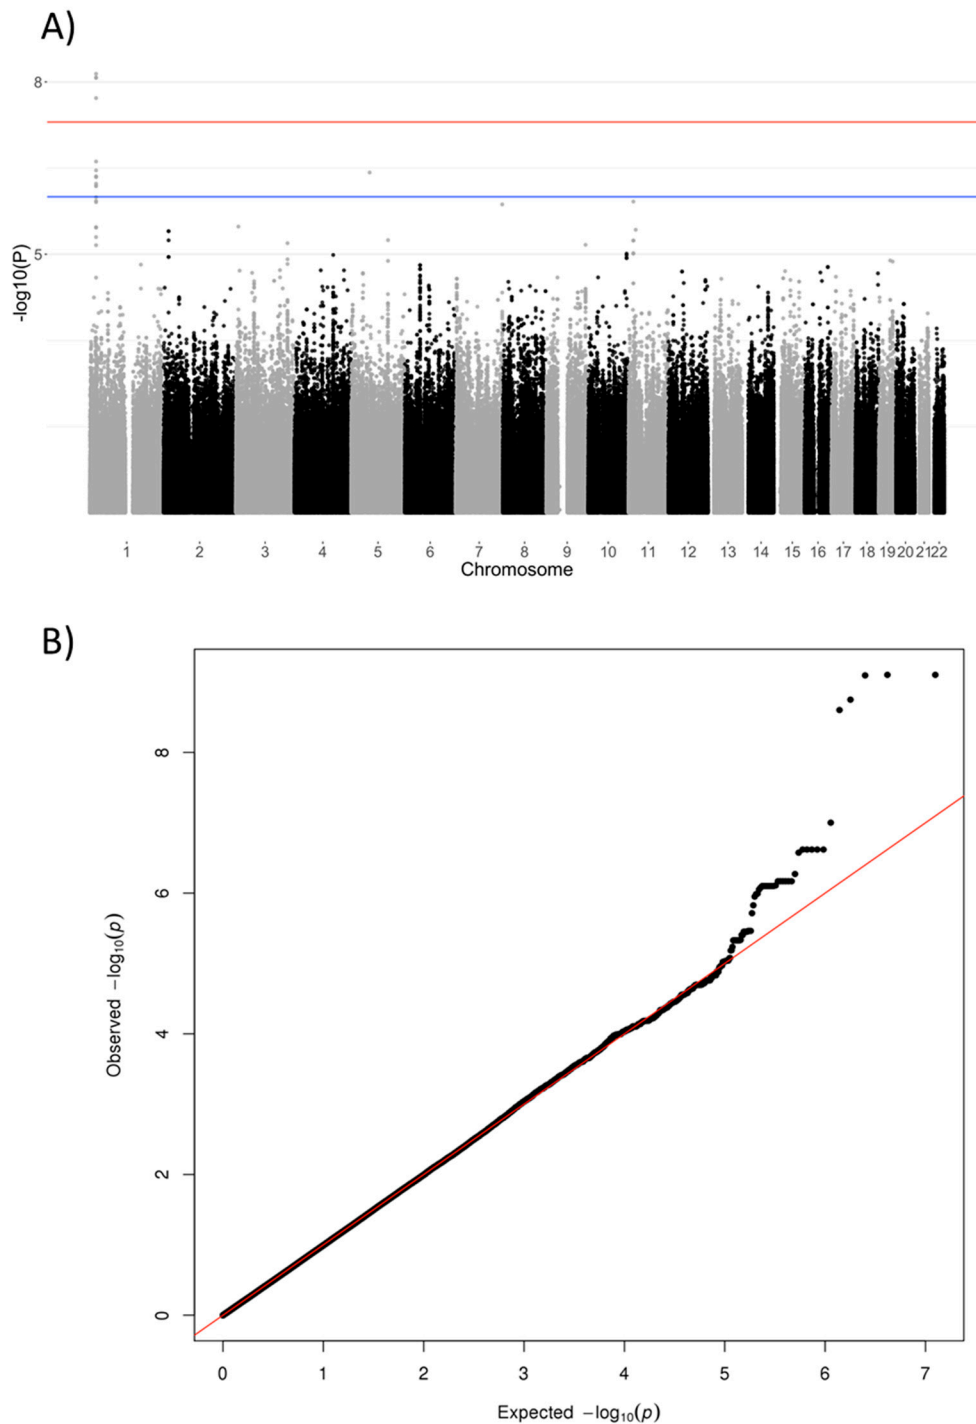 A)
8
5
-log10(P)
1 2 3 4 5 6 7 8 9 10 11 12 13 14 15 16 17 18 19 20 21 22
Chromosome
B)
8
6
4
2
0
Observed −log10(p)
0 1 2 3 4 5 6 7
Expected −log10(p)